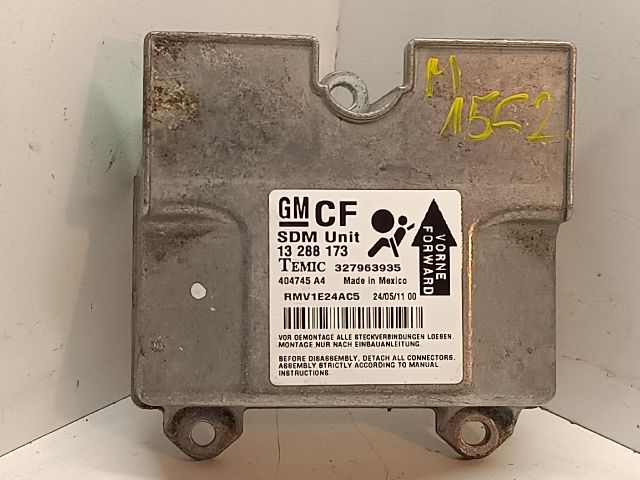 M
15C2
GM CF
SDM Unit
13 288 173
TEMIC 327963935
404745 A4 Made in Mexico
RMV1E24AC5 24/05/11 00
VORNE
FORWARD
VOR DEMONTAGE ALLE STECKVERBINDUNGEN LOESEN.
MONTAGE NUR NACH EINBAUANLEITUNG.
BEFORE DISASSEMBLY, DETACH ALL CONNECTORS.
ASSEMBLY STRICTLY ACCORDING TO MANUAL
INSTRUCTIONS.